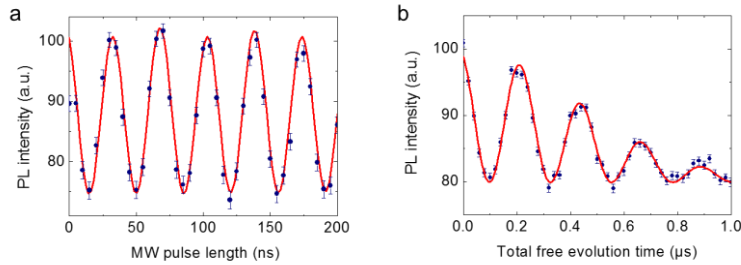 a
100
90
80
PL intensity (a.u.)
0
50
100
150
200
MW pulse length (ns)
b
100
90
80
PL intensity (a.u.)
0.0
0.2
0.4
0.6
0.8
1.0
Total free evolution time (µs)